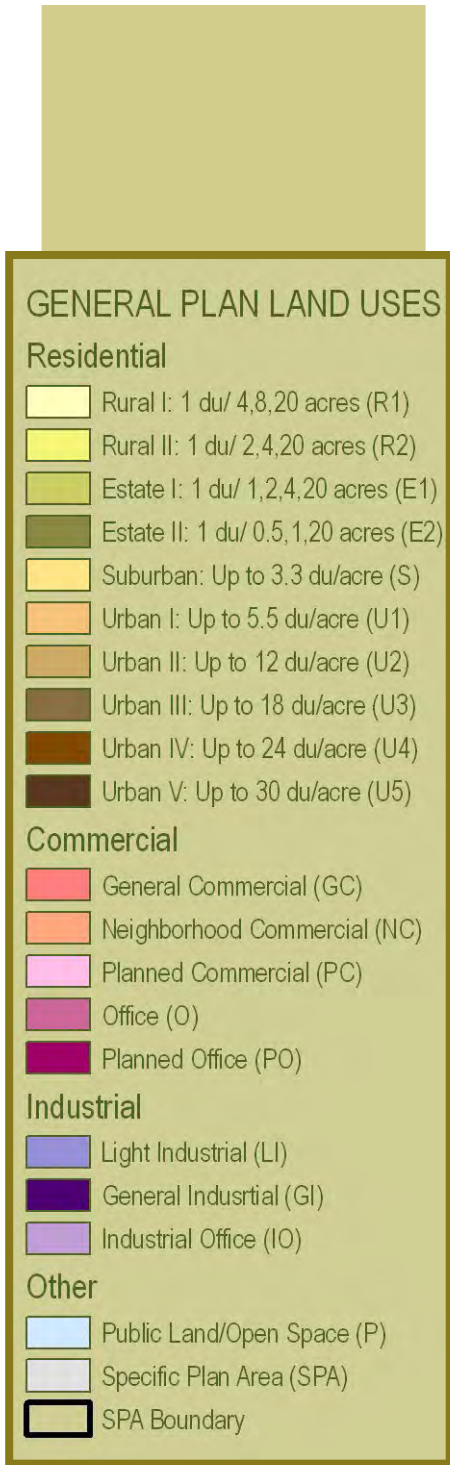 GENERAL PLAN LAND USES
Residential
Rural I: 1 du/ 4,8,20 acres (R1)
Rural II: 1 du/ 2,4,20 acres (R2)
Estate I: 1 du/ 1,2,4,20 acres (E1)
Estate II: 1 du/ 0.5,1,20 acres (E2)
Suburban: Up to 3.3 du/acre (S)
Urban I: Up to 5.5 du/acre (U1)
Urban II: Up to 12 du/acre (U2)
Urban III: Up to 18 du/acre (U3)
Urban IV: Up to 24 du/acre (U4)
Urban V: Up to 30 du/acre (U5)
Commercial
General Commercial (GC)
Neighborhood Commercial (NC)
Planned Commercial (PC)
Office (O)
Planned Office (PO)
Industrial
Light Industrial (LI)
General Indusrtial (GI)
Industrial Office (IO)
Other
Public Land/Open Space (P)
Specific Plan Area (SPA)
SPA Boundary